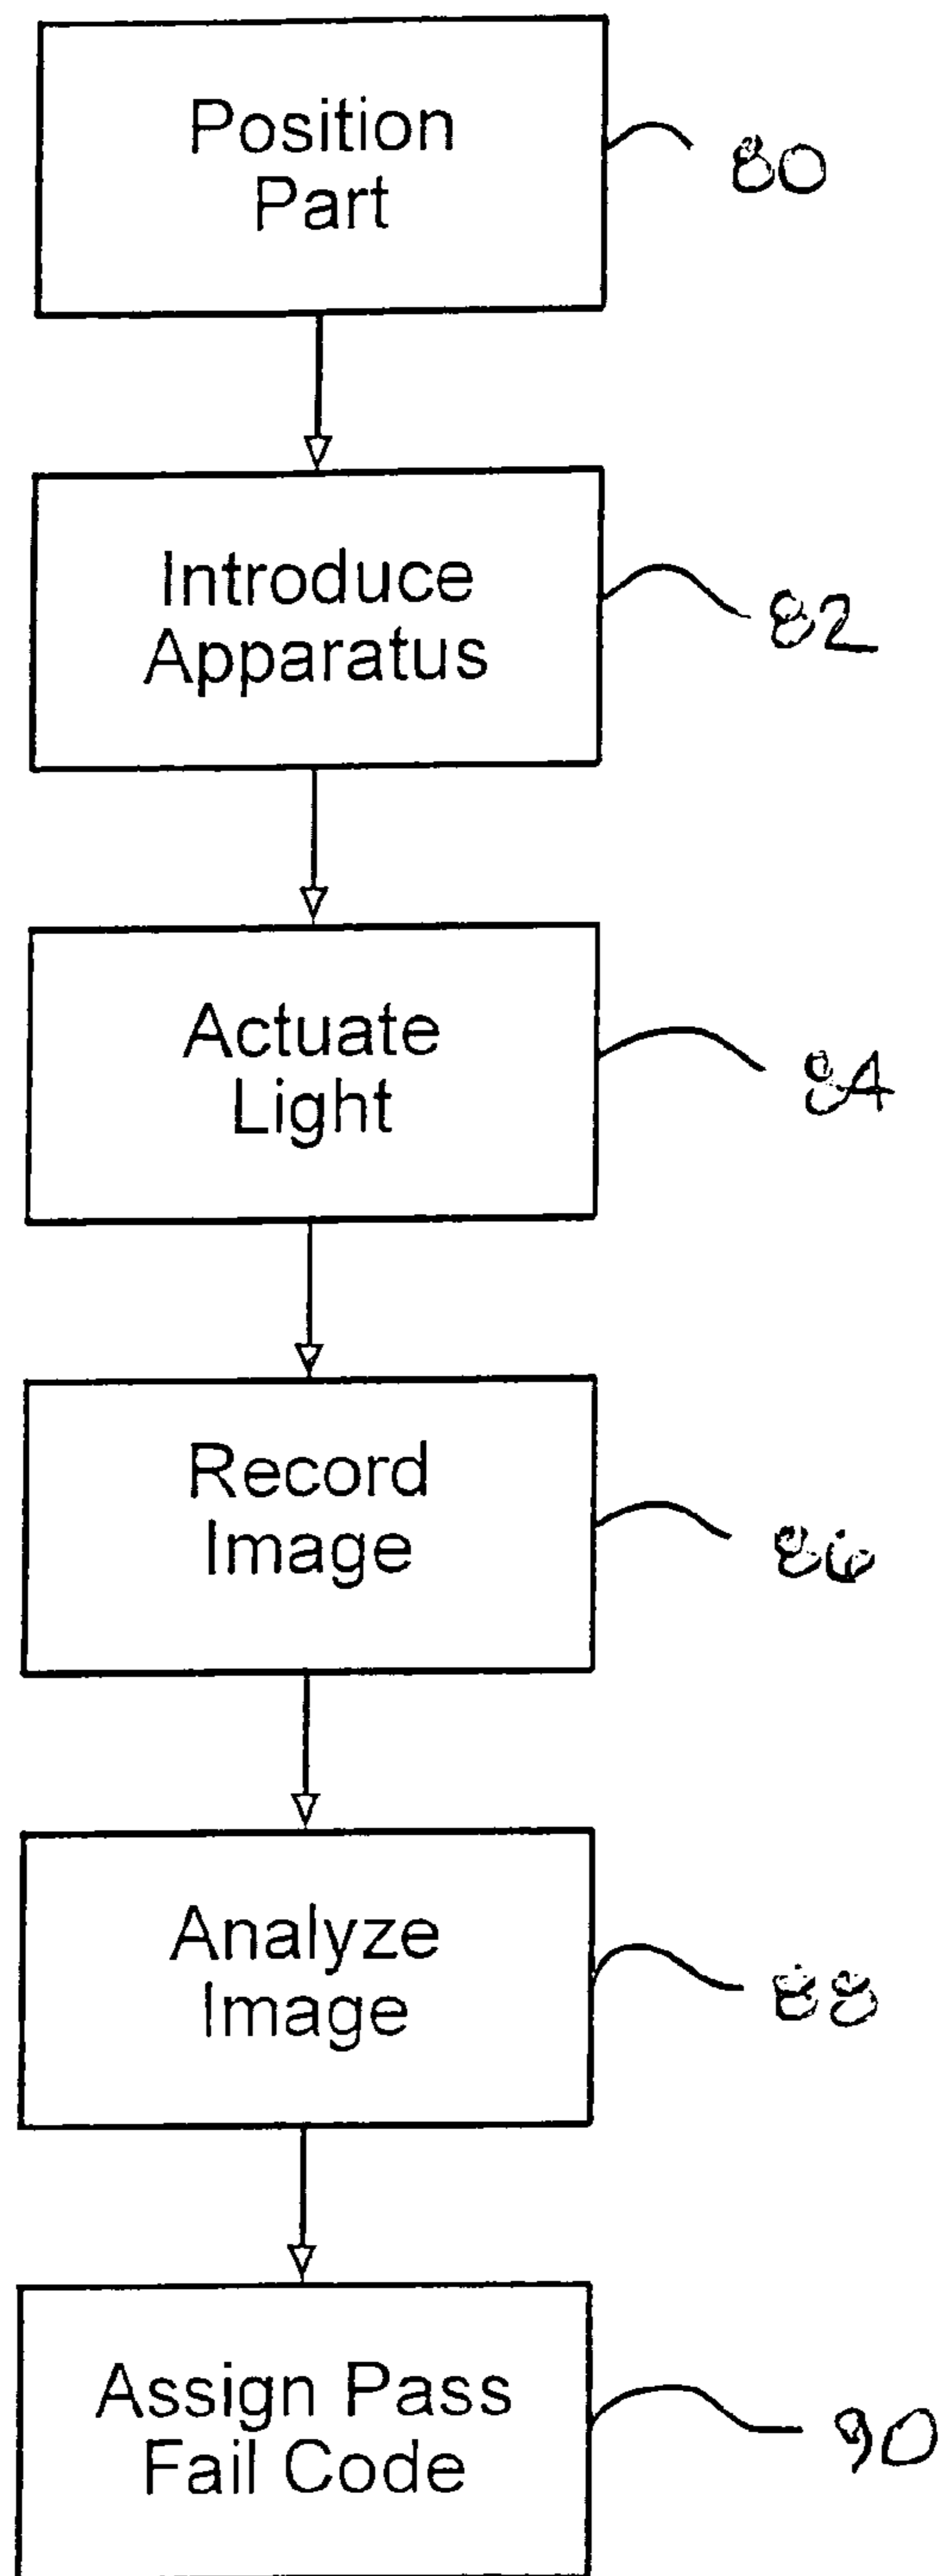 Position
Part
80
Introduce
Apparatus
82
Actuate
Light
84
Record
Image
86
Analyze
Image
88
Assign Pass
Fail Code
90